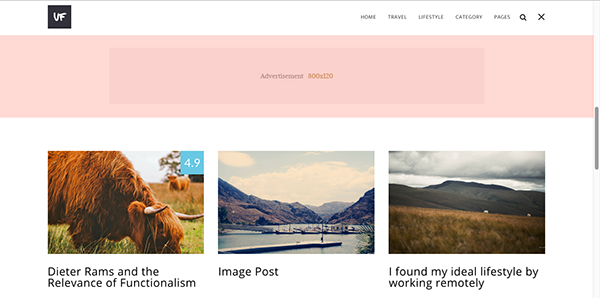 VF
HOME TRAVEL LIFESTYLE CATEGORY PAGES
Advertisement 800x120
4.9
Dieter Rams and the
Relevance of Functionalism
Image Post
I found my ideal lifestyle by
working remotely